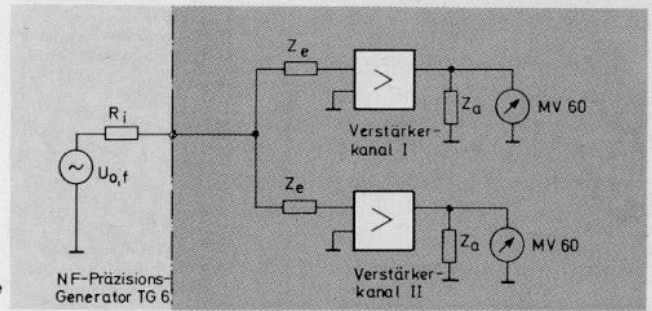 Z_e
R_i
Z_a
MV 60
Verstärker-
kanal I
U_o,f
Z_e
Z_a
MV 60
NF-Präzisions-
Generator TG 6
Verstärker-
kanal II